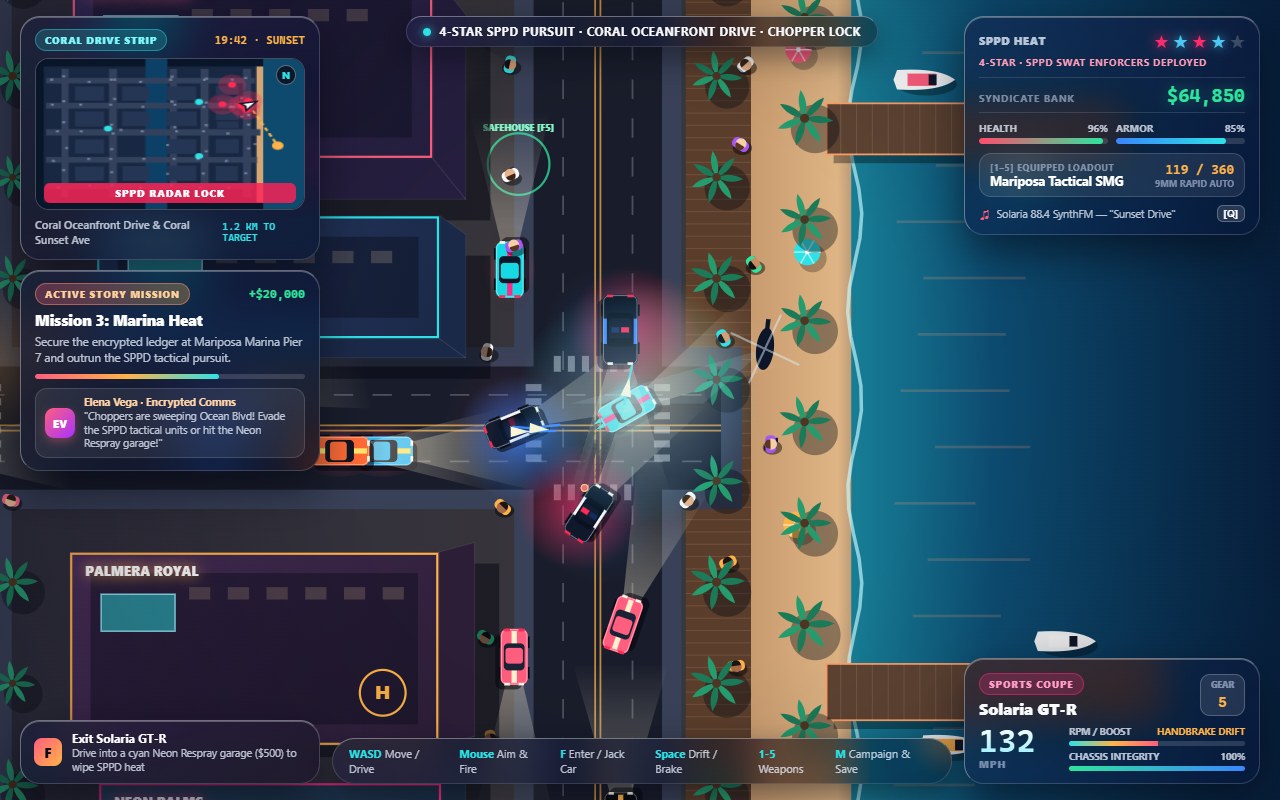 CORAL DRIVE STRIP
19:42 · SUNSET
N
SPPD RADAR LOCK
Coral Oceanfront Drive & Coral
Sunset Ave
1.2 KM TO
TARGET
ACTIVE STORY MISSION
+$20,000
Mission 3: Marina Heat
Secure the encrypted ledger at Mariposa Marina Pier
7 and outrun the SPPD tactical pursuit.
EV
Elena Vega · Encrypted Comms
"Choppers are sweeping Ocean Blvd! Evade
the SPPD tactical units or hit the Neon
Respray garage!"
4-STAR SPPD PURSUIT · CORAL OCEANFRONT DRIVE · CHOPPER LOCK
SAFEHOUSE [F5]
SPPD HEAT
★★★★★
4-STAR · SPPD SWAT ENFORCERS DEPLOYED
SYNDICATE BANK
$64,850
HEALTH
96%
ARMOR
85%
[1–5] EQUIPPED LOADOUT
Mariposa Tactical SMG
119 / 360
9MM RAPID AUTO
♫ Solaria 88.4 SynthFM — "Sunset Drive"
[Q]
PALMERA ROYAL
H
F
Exit Solaria GT-R
Drive into a cyan Neon Respray garage ($500) to
wipe SPPD heat
WASD Move /
Drive
Mouse Aim &
Fire
F Enter / Jack
Car
Space Drift /
Brake
1-5
Weapons
M Campaign &
Save
SPORTS COUPE
Solaria GT-R
GEAR
5
132
MPH
RPM / BOOST
HANDBRAKE DRIFT
CHASSIS INTEGRITY
100%
NEON PALMS